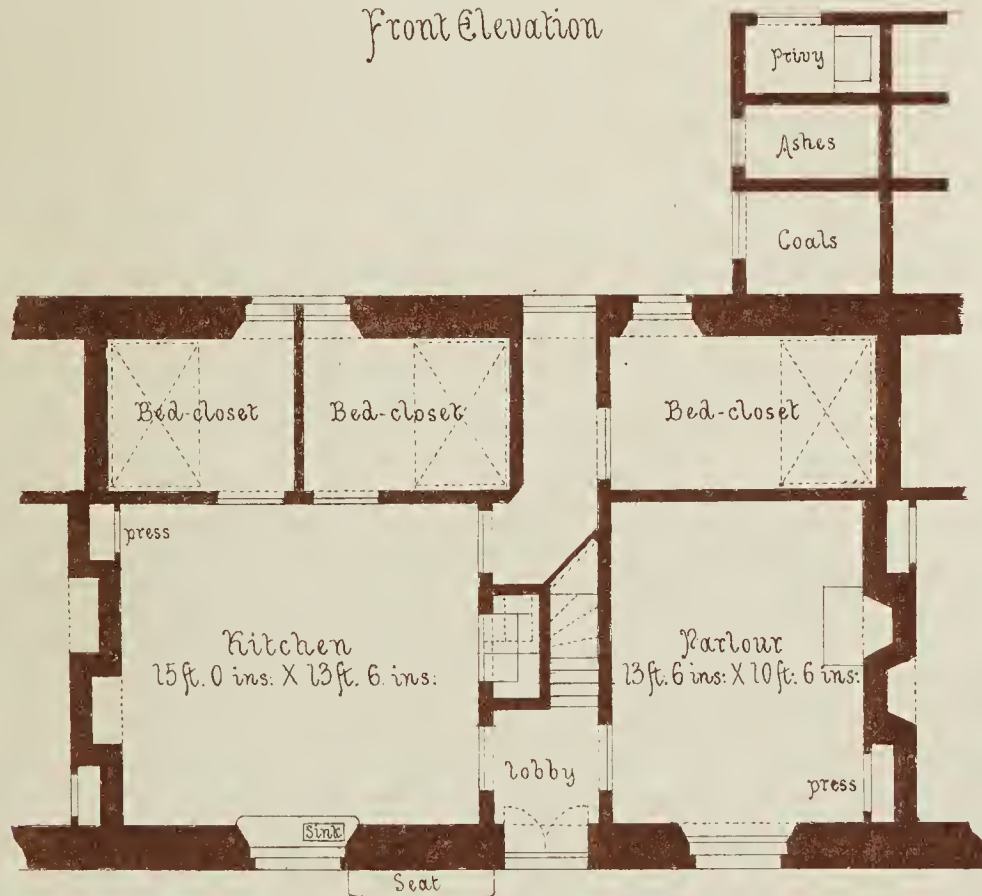 Front Elevation
Privy
Ashes
Coals
Bed-closet
Bed-closet
Bed-closet
press
Kitchen
15 ft. 0 ins: X 13 ft. 6. ins:
Parlour
13 ft: 6 ins: X 10 ft: 6 ins:
lobby
press
Sink
Seat